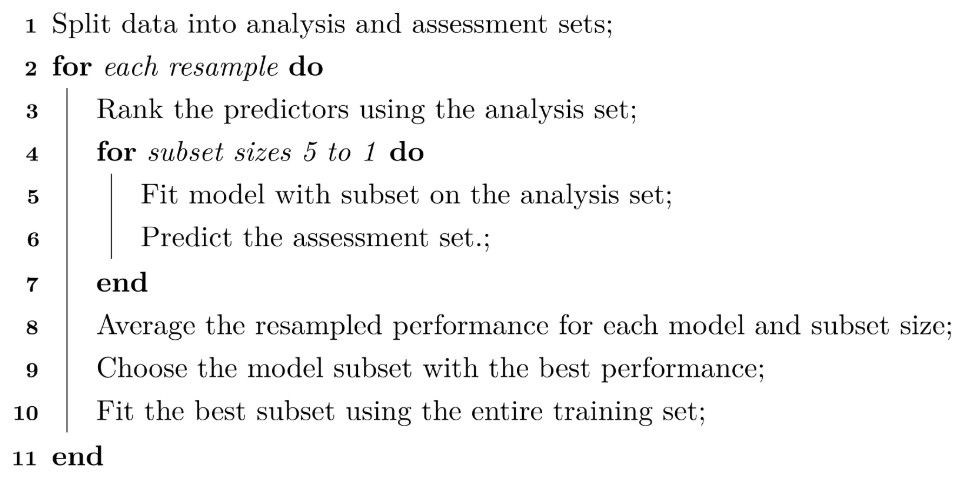 1 Split data into analysis and assessment sets;
2 for each resample do
3 Rank the predictors using the analysis set;
4 for subset sizes 5 to 1 do
5 Fit model with subset on the analysis set;
6 Predict the assessment set.;
7 end
8 Average the resampled performance for each model and subset size;
9 Choose the model subset with the best performance;
10 Fit the best subset using the entire training set;
11 end